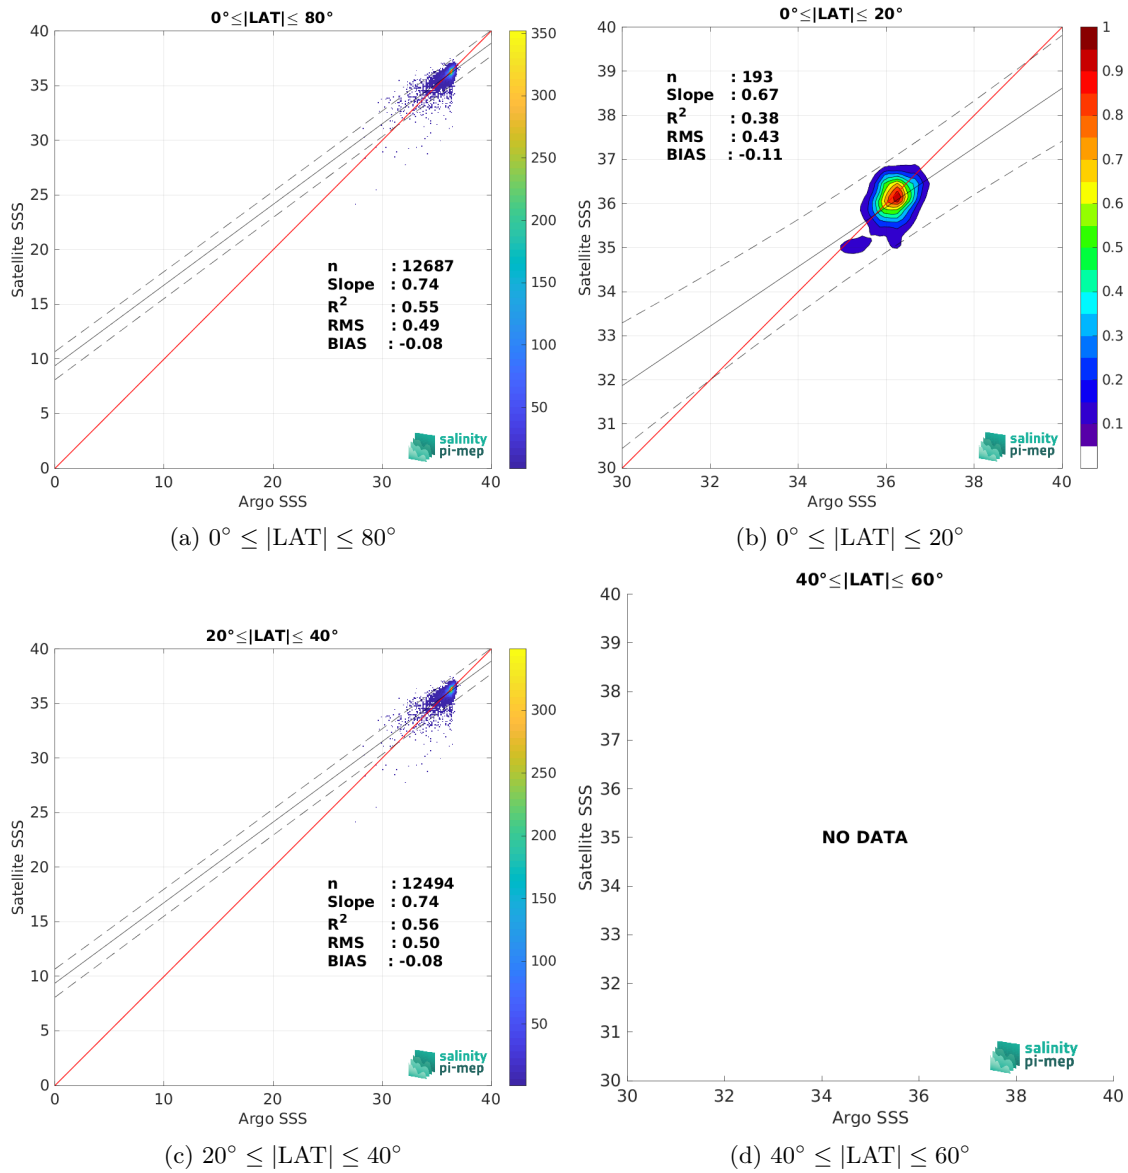 0°≤|LAT|≤ 80°
40
35
30
25
20
15
10
5
0
Satellite SSS
n : 12687
Slope : 0.74
R2 : 0.55
RMS : 0.49
BIAS : -0.08
salinity
pi-mep
0 10 20 30 40
Argo SSS
350
300
250
200
150
100
50
(a) 0° ≤ |LAT| ≤ 80°
0°≤|LAT|≤ 20°
40
39
38
37
36
35
34
33
32
31
30
Satellite SSS
n : 193
Slope : 0.67
R2 : 0.38
RMS : 0.43
BIAS : -0.11
salinity
pi-mep
30 32 34 36 38 40
Argo SSS
1
0.9
0.8
0.7
0.6
0.5
0.4
0.3
0.2
0.1
(b) 0° ≤ |LAT| ≤ 20°
20°≤|LAT|≤ 40°
40
35
30
25
20
15
10
5
0
Satellite SSS
n : 12494
Slope : 0.74
R2 : 0.56
RMS : 0.50
BIAS : -0.08
salinity
pi-mep
0 10 20 30 40
Argo SSS
300
250
200
150
100
50
(c) 20° ≤ |LAT| ≤ 40°
40°≤|LAT|≤ 60°
40
39
38
37
36
35
34
33
32
31
30
Satellite SSS
NO DATA
salinity
pi-mep
30 32 34 36 38 40
Argo SSS
(d) 40° ≤ |LAT| ≤ 60°